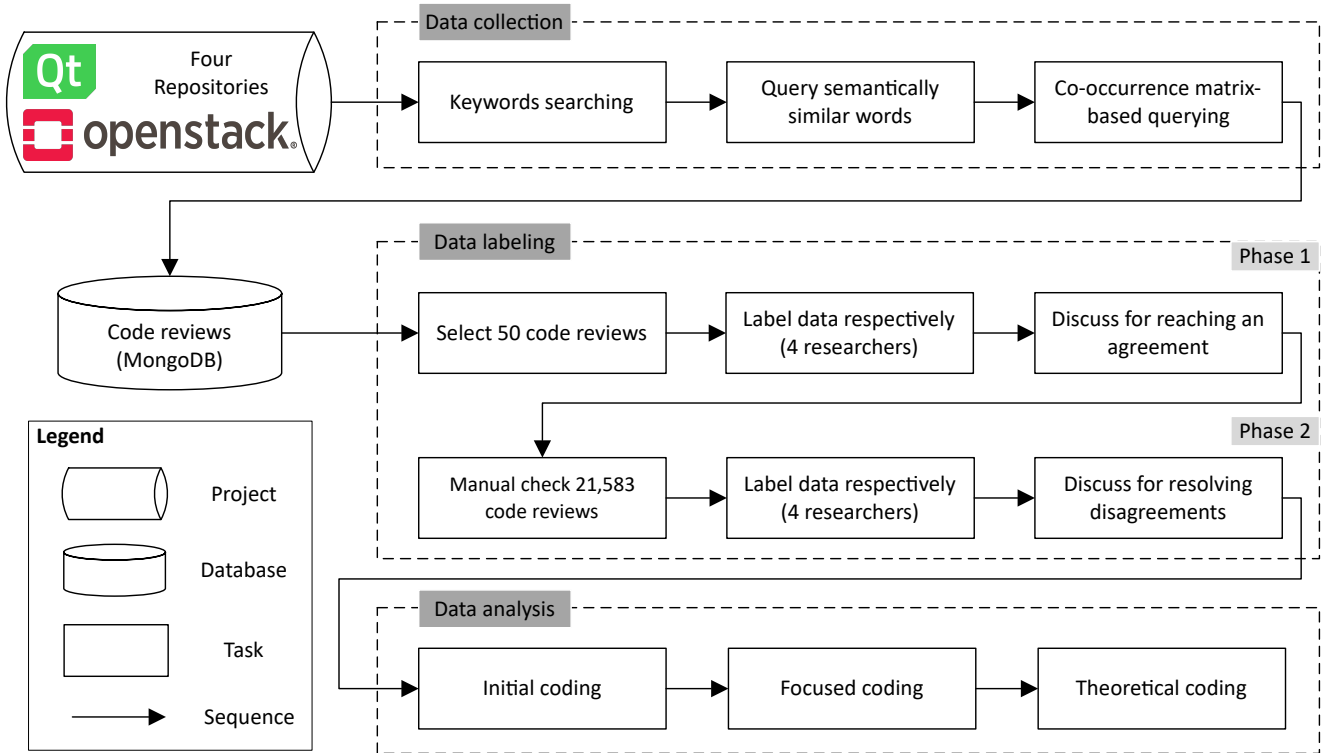 Data collection
Qt
Four
Repositories
openstack®
Keywords searching
Query semantically
similar words
Co-occurrence matrix-
based querying
Data labeling
Phase 1
Code reviews
(MongoDB)
Select 50 code reviews
Label data respectively
(4 researchers)
Discuss for reaching an
agreement
Phase 2
Manual check 21,583
code reviews
Label data respectively
(4 researchers)
Discuss for resolving
disagreements
Legend
Project
Database
Task
Sequence
Data analysis
Initial coding
Focused coding
Theoretical coding